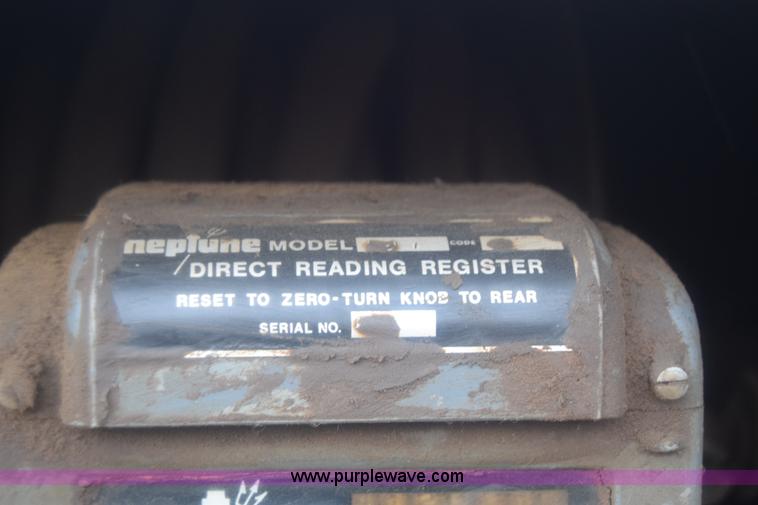 neptune MODEL CODE
DIRECT READING REGISTER
RESET TO ZERO-TURN KNOB TO REAR
SERIAL NO.
www.purplewave.com